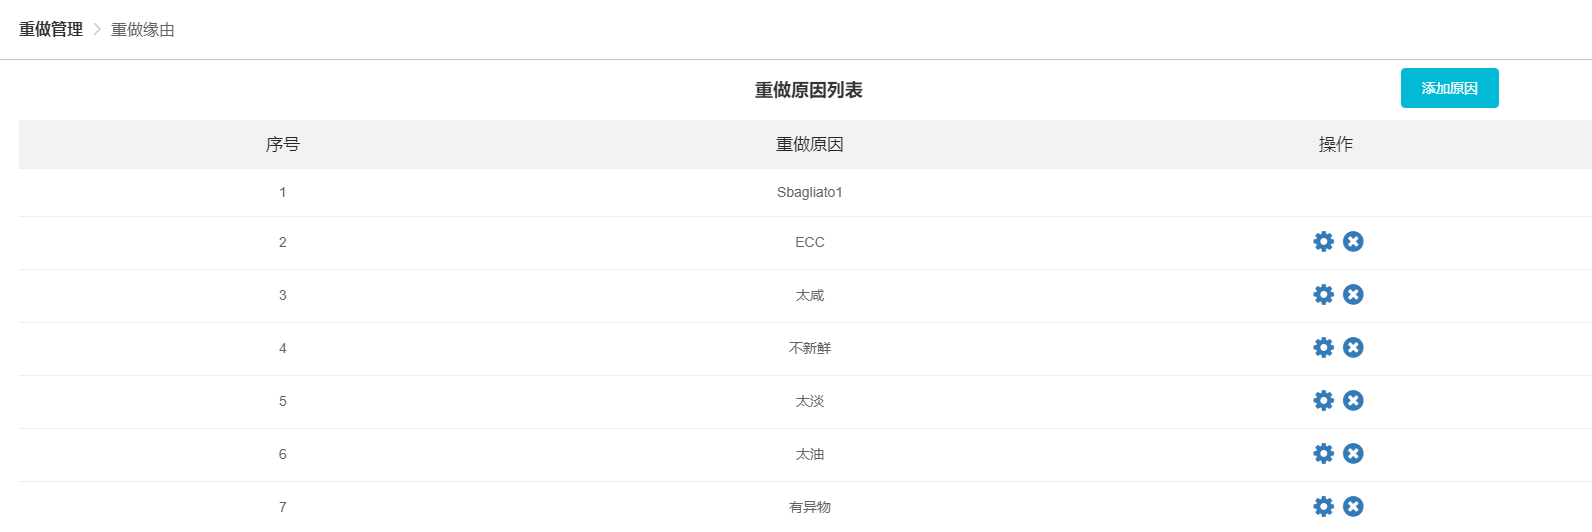 重做管理 > 重做缘由
重做原因列表 添加原因
序号 重做原因 操作
1 Sbagliato1
2 ECC
3 太咸
4 不新鲜
5 太淡
6 太油
7 有异物